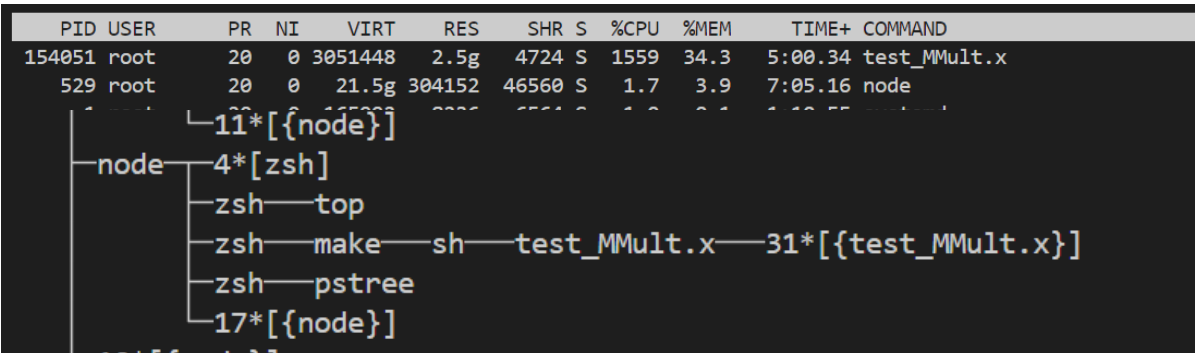 PID USER PR NI VIRT RES SHR S %CPU %MEM TIME+ COMMAND
154051 root 20 0 3051448 2.5g 4724 S 1559 34.3 5:00.34 test_MMult.x
529 root 20 0 21.5g 304152 46560 S 1.7 3.9 7:05.16 node
└─11*[{node}]
├─node─┬─4*[zsh]
├─zsh───top
├─zsh───make───sh───test_MMult.x───31*[{test_MMult.x}]
├─zsh───pstree
└─17*[{node}]